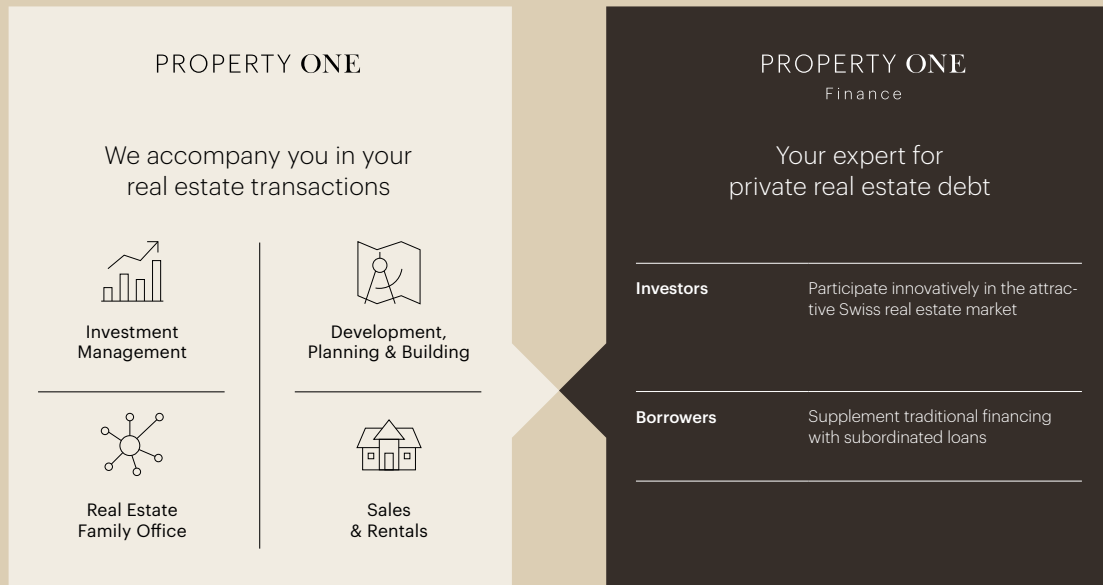 PROPERTY ONE
We accompany you in your
real estate transactions
Investment
Management
Development,
Planning & Building
Real Estate
Family Office
Sales
& Rentals
PROPERTY ONE
Finance
Your expert for
private real estate debt
Investors
Participate innovatively in the attrac-
tive Swiss real estate market
Borrowers
Supplement traditional financing
with subordinated loans